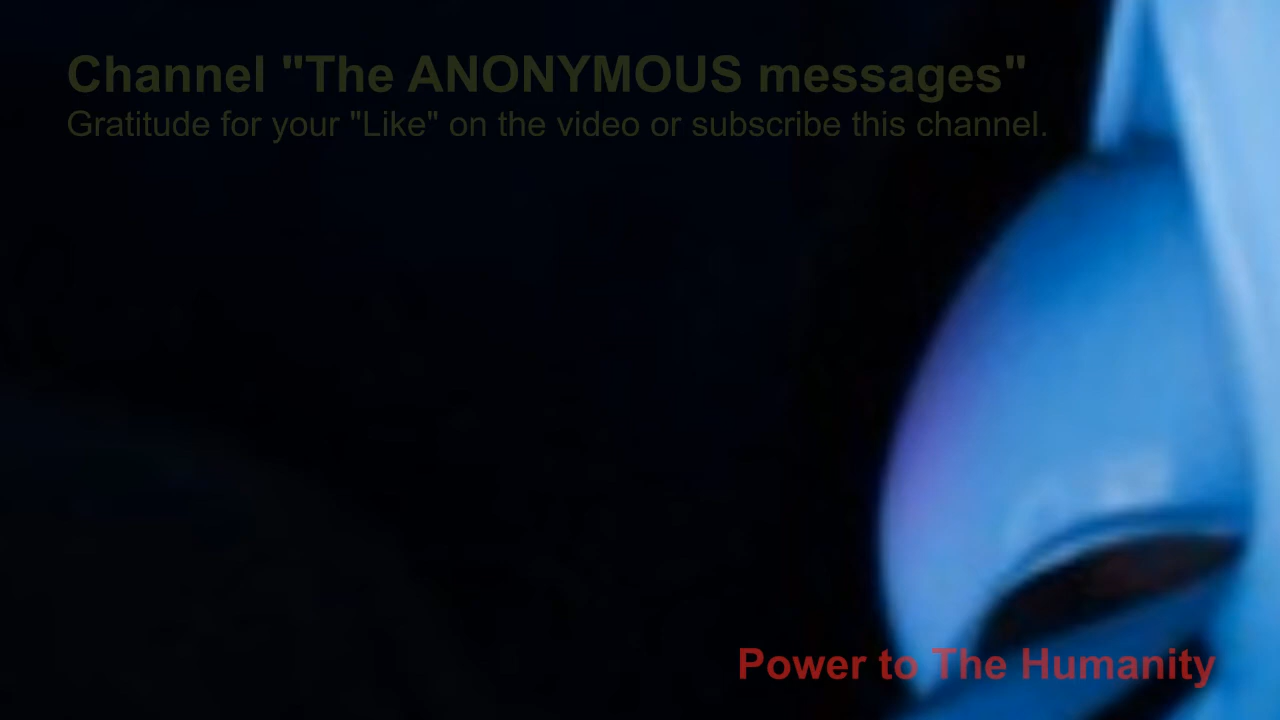 Channel "The ANONYMOUS messages"
Gratitude for your "Like" on the video or subscribe this channel.
Power to The Humanity